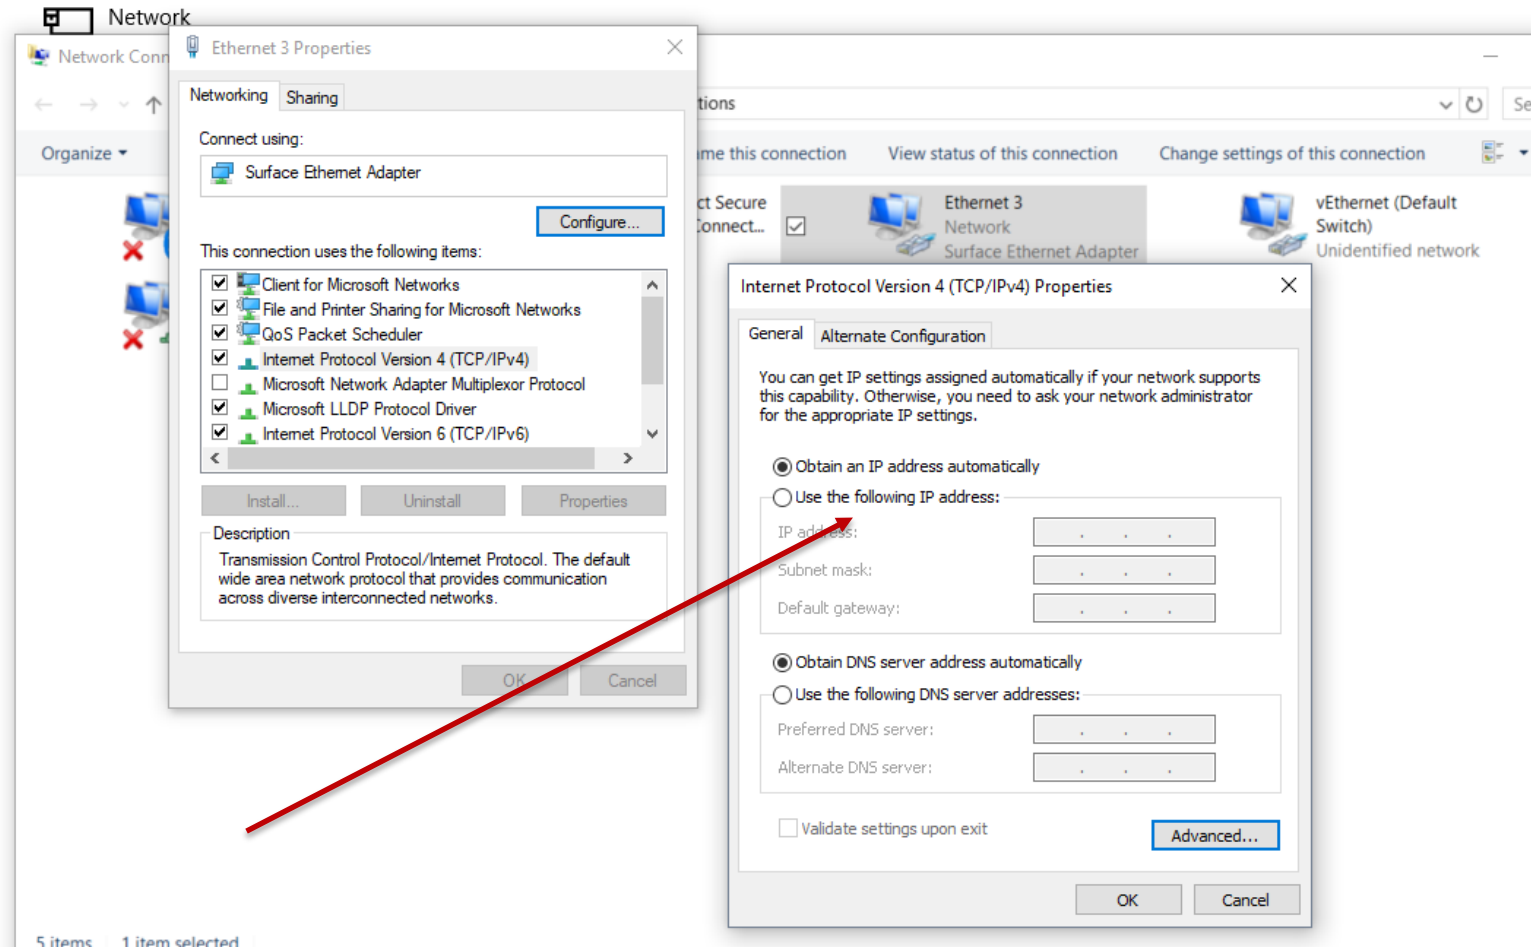 Network
Network Conn
Ethernet 3 Properties
Networking
Sharing
Connect using:
Surface Ethernet Adapter
Configure...
This connection uses the following items:
Client for Microsoft Networks
File and Printer Sharing for Microsoft Networks
QoS Packet Scheduler
Internet Protocol Version 4 (TCP/IPv4)
Microsoft Network Adapter Multiplexor Protocol
Microsoft LLDP Protocol Driver
Internet Protocol Version 6 (TCP/IPv6)
Install...
Uninstall
Properties
Description
Transmission Control Protocol/Internet Protocol. The default
wide area network protocol that provides communication
across diverse interconnected networks.
OK
Cancel
tions
Se
Organize
me this connection
View status of this connection
Change settings of this connection
ct Secure
Connect...
Ethernet 3
Network
Surface Ethernet Adapter
vEthernet (Default
Switch)
Unidentified network
Internet Protocol Version 4 (TCP/IPv4) Properties
General
Alternate Configuration
You can get IP settings assigned automatically if your network supports
this capability. Otherwise, you need to ask your network administrator
for the appropriate IP settings.
Obtain an IP address automatically
Use the following IP address:
IP address:
Subnet mask:
Default gateway:
Obtain DNS server address automatically
Use the following DNS server addresses:
Preferred DNS server:
Alternate DNS server:
Validate settings upon exit
Advanced...
OK
Cancel
5 items
1 item selected